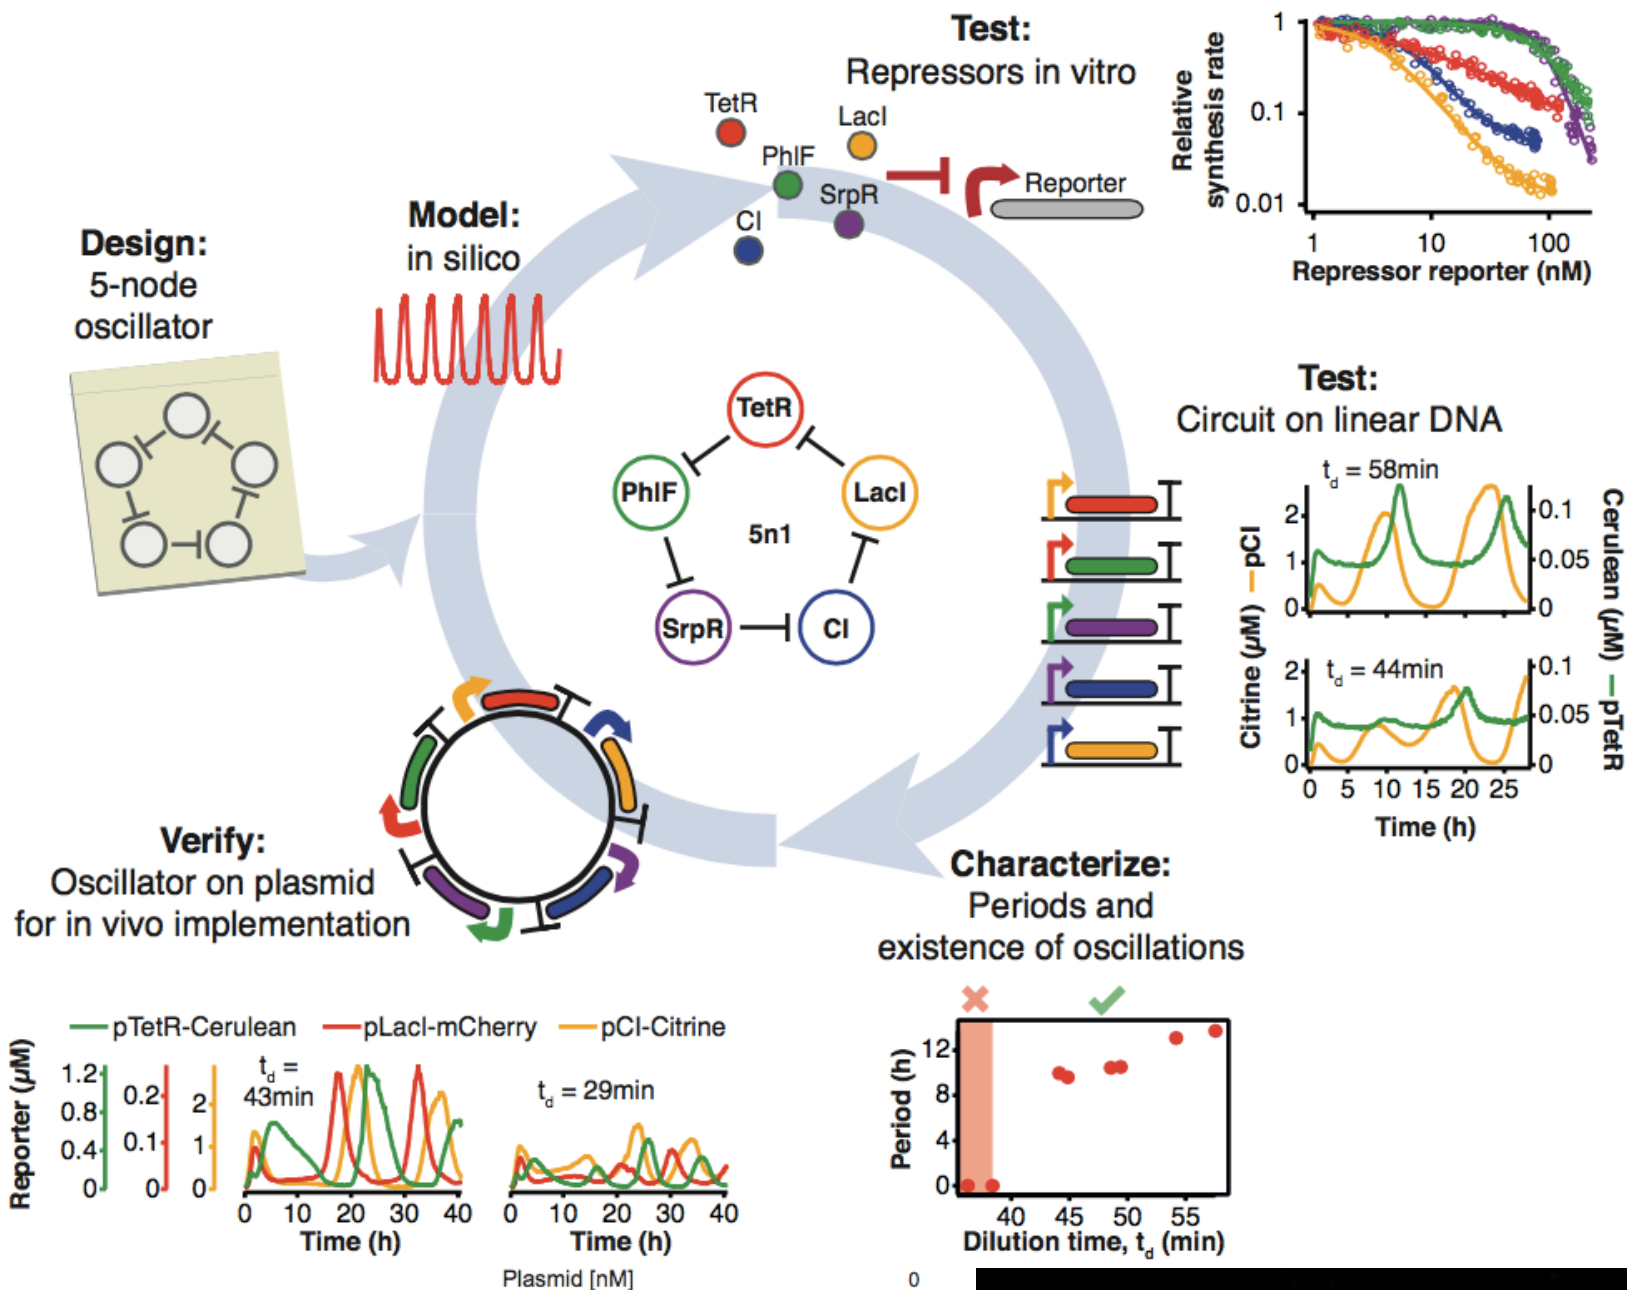 Test:
Repressors in vitro
TetR
LacI
PhlF
SrpR
CI
Reporter
Relative
synthesis rate
1
0.1
0.01
1 10 100
Repressor reporter (nM)
Model:
in silico
Design:
5-node
oscillator
TetR
PhlF
LacI
5n1
SrpR
CI
Test:
Circuit on linear DNA
t_d = 58min
2
1
0
0.1
0.05
0
t_d = 44min
2
1
0
0.1
0.05
0
0 5 10 15 20 25
Time (h)
Citrine (µM) — pCI
Cerulean (µM) — pTetR
Verify:
Oscillator on plasmid
for in vivo implementation
Characterize:
Periods and
existence of oscillations
Period (h)
12
8
4
0
40 45 50 55
Dilution time, t_d (min)
pTetR-Cerulean pLacI-mCherry pCI-Citrine
Reporter (µM)
1.2
0.8
0.4
0
0.2
0.1
0
2
1
0
t_d =
43min
t_d = 29min
0 10 20 30 40
Time (h)
0 10 20 30 40
Time (h)
Plasmid [nM]
0